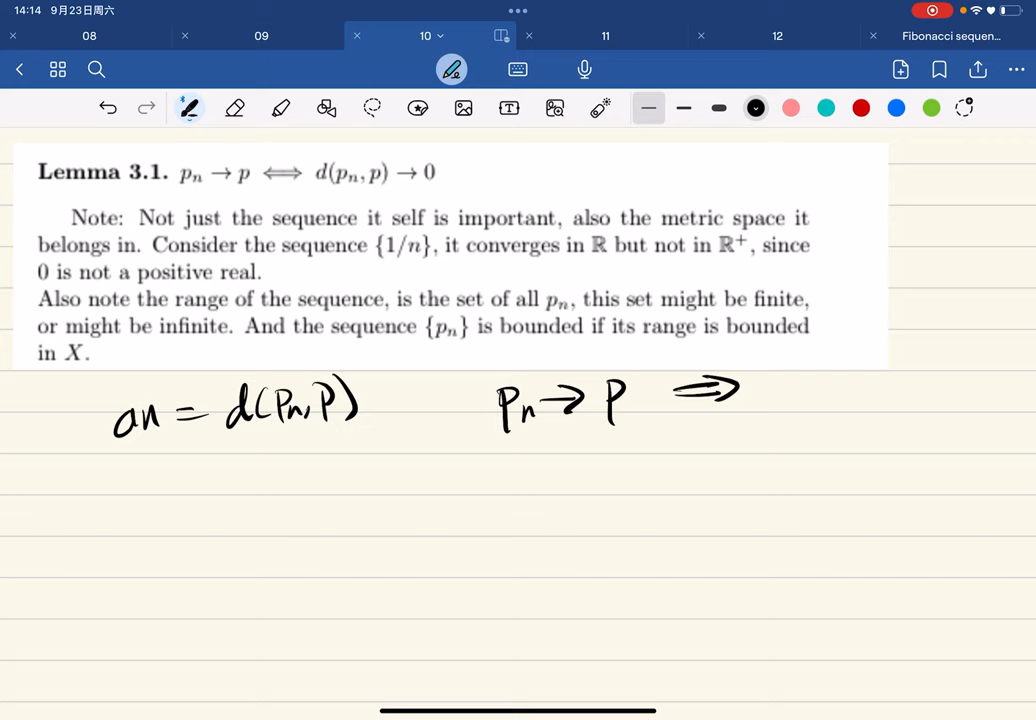 14:14 9月23日周六
08 09 10 11 12 Fibonacci sequen...
Lemma 3.1. pₙ → p ⟺ d(pₙ, p) → 0
Note: Not just the sequence it self is important, also the metric space it
belongs in. Consider the sequence {1/n}, it converges in ℝ but not in ℝ⁺, since
0 is not a positive real.
Also note the range of the sequence, is the set of all pₙ, this set might be finite,
or might be infinite. And the sequence {pₙ} is bounded if its range is bounded
in X.
an = d(Pn, P) Pₙ → P ⇒